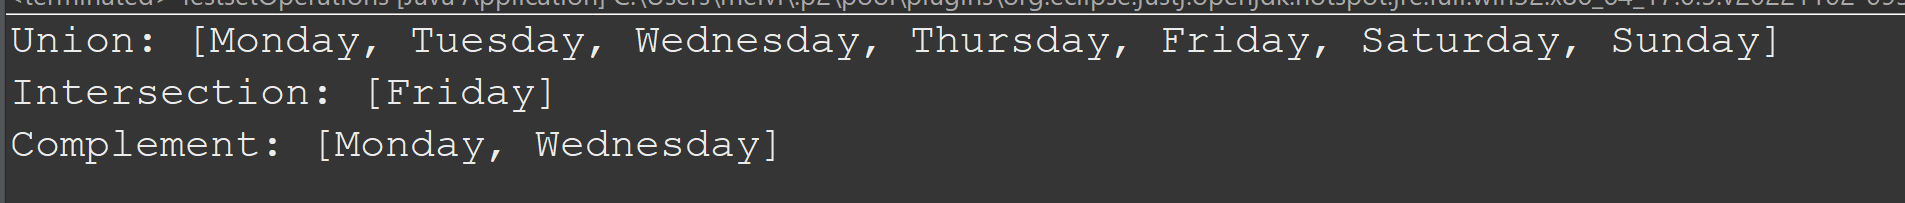 Union: [Monday, Tuesday, Wednesday, Thursday, Friday, Saturday, Sunday]
Intersection: [Friday]
Complement: [Monday, Wednesday]